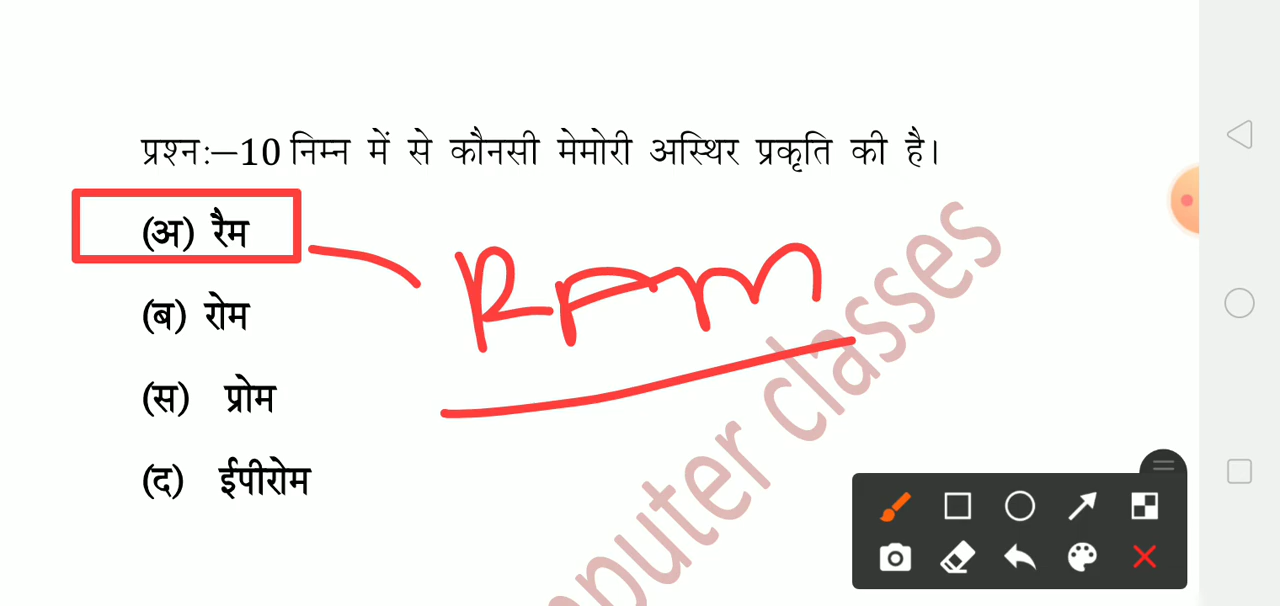 प्रश्नः–10 निम्न में से कौनसी मेमोरी अस्थिर प्रकृति की है।
(अ) रैम
RAM
(ब) रोम
(स) प्रोम
(द) ईपीरोम
puter classes